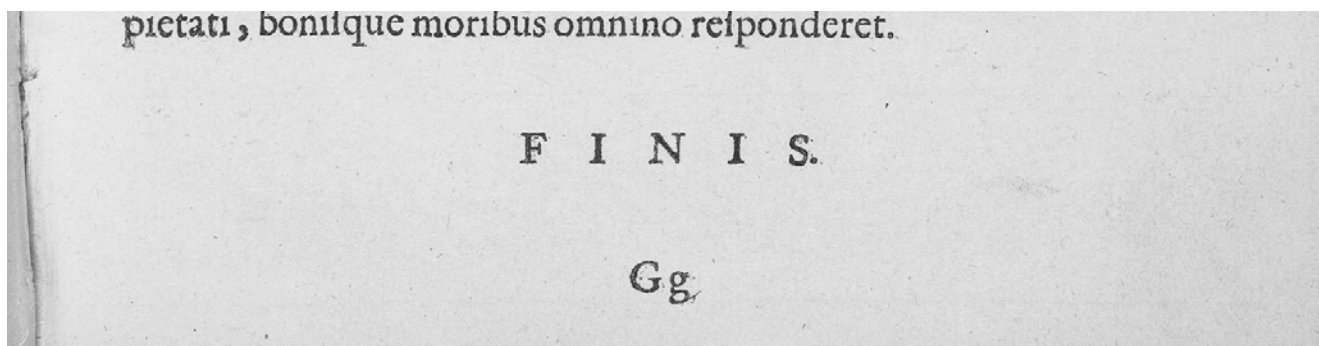 pietati, boniſque moribus omnino reſponderet.
F I N I S.
Gg